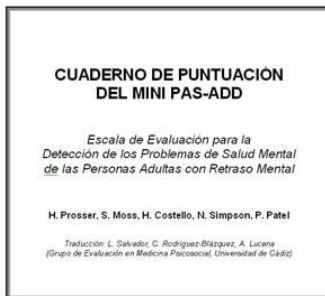 CUADERNO DE PUNTUACIÓN
DEL MINI PAS-ADD
Escala de Evaluación para la
Detección de los Problemas de Salud Mental
de las Personas Adultas con Retraso Mental
H. Prosser, S. Moss, H. Costello, N. Simpson, P. Patel
Traducción: L. Salvador, C. Rodríguez-Blázquez, A. Lucena
(Grupo de Evaluación en Medicina Psicosocial, Universidad de Cádiz)